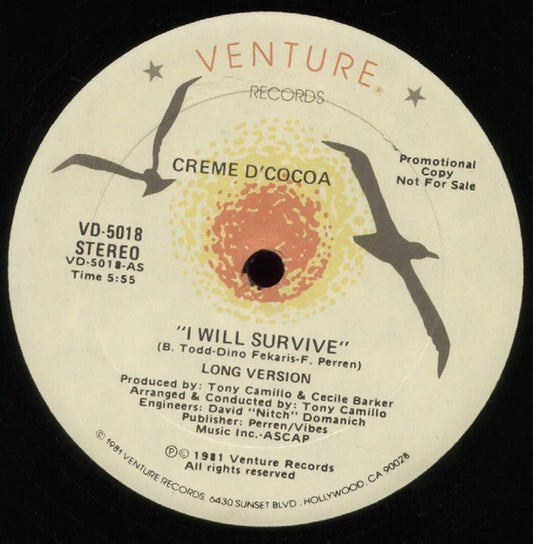 VENTURE®
RECORDS
CREME D'COCOA
Promotional
Copy
Not For Sale
VD-5018
STEREO
VD-5018-AS
Time 5:55
"I WILL SURVIVE"
(B. Todd-Dino Fekaris-F. Perren)
LONG VERSION
Produced by: Tony Camillo & Cecile Barker
Arranged & Conducted by: Tony Camillo
Engineers: David "Nitch" Domanich
Publisher: Perren/Vibes
Music Inc.-ASCAP
℗© 1981 Venture Records
All rights reserved
© 1981 VENTURE RECORDS. 6430 SUNSET BLVD., HOLLYWOOD, CA 90028